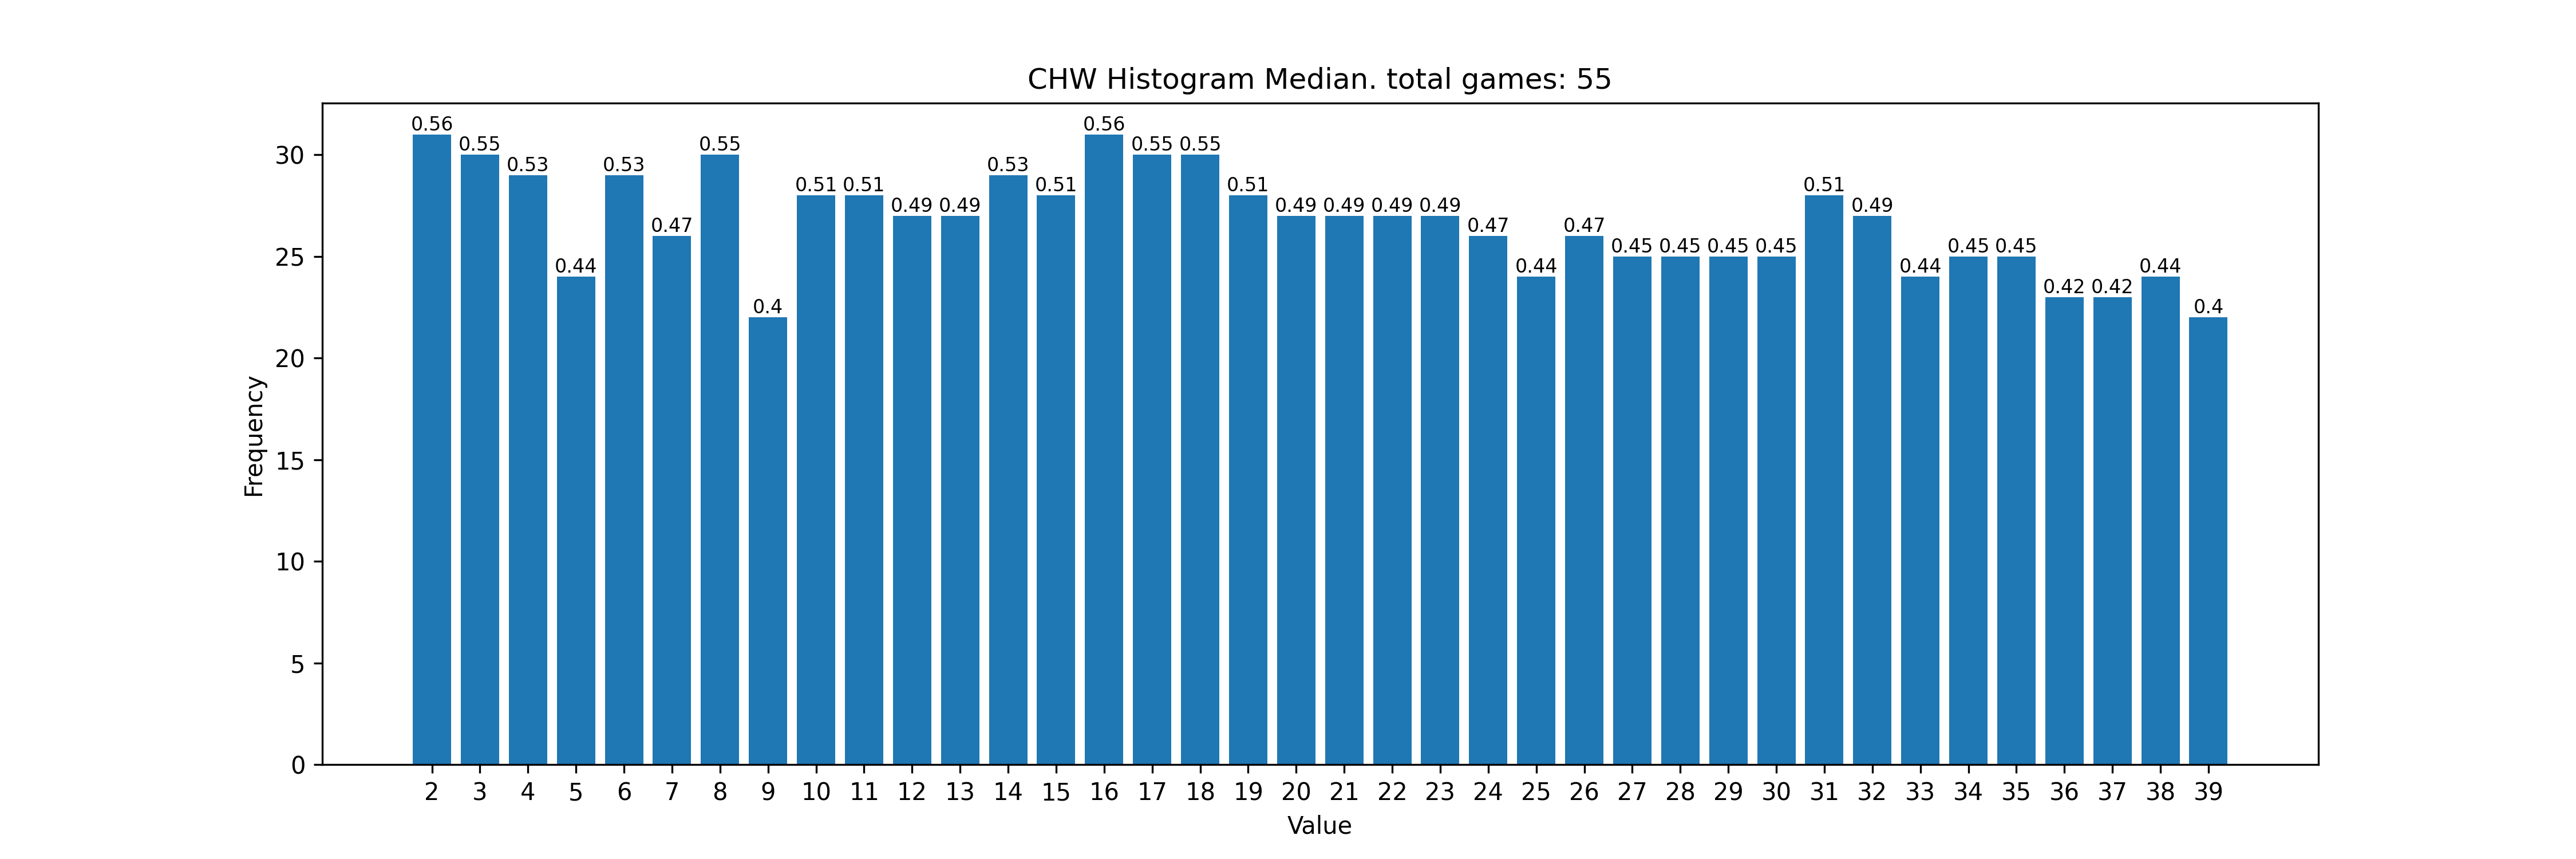 CHW Histogram Median. total games: 55
0.56 0.55 0.53 0.44 0.53 0.47 0.55 0.4 0.51 0.51 0.49 0.49 0.53 0.51 0.56 0.55 0.55 0.51 0.49 0.49 0.49 0.49 0.47 0.44 0.47 0.45 0.45 0.45 0.45 0.51 0.49 0.44 0.45 0.45 0.42 0.42 0.44 0.4
30
25
20
15
10
5
0
Frequency
2 3 4 5 6 7 8 9 10 11 12 13 14 15 16 17 18 19 20 21 22 23 24 25 26 27 28 29 30 31 32 33 34 35 36 37 38 39
Value